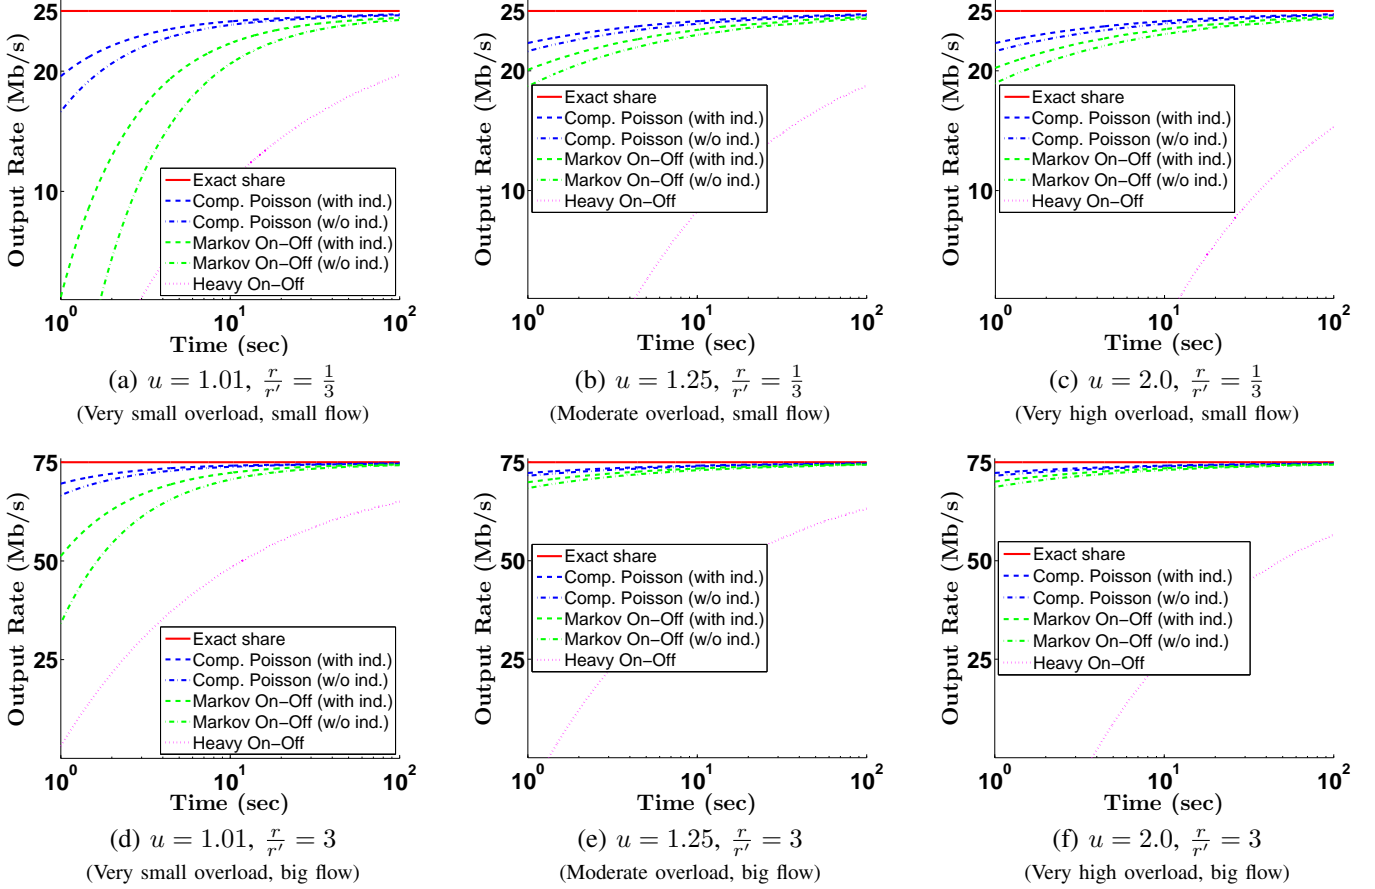 25
20
10
Output Rate (Mb/s)
Exact share
Comp. Poisson (with ind.)
Comp. Poisson (w/o ind.)
Markov On−Off (with ind.)
Markov On−Off (w/o ind.)
Heavy On−Off
10^0 10^1 10^2
Time (sec)
(a) u = 1.01, r/r′ = 1/3
(Very small overload, small flow)
25
20
10
Output Rate (Mb/s)
Exact share
Comp. Poisson (with ind.)
Comp. Poisson (w/o ind.)
Markov On−Off (with ind.)
Markov On−Off (w/o ind.)
Heavy On−Off
10^0 10^1 10^2
Time (sec)
(b) u = 1.25, r/r′ = 1/3
(Moderate overload, small flow)
25
20
10
Output Rate (Mb/s)
Exact share
Comp. Poisson (with ind.)
Comp. Poisson (w/o ind.)
Markov On−Off (with ind.)
Markov On−Off (w/o ind.)
Heavy On−Off
10^0 10^1 10^2
Time (sec)
(c) u = 2.0, r/r′ = 1/3
(Very high overload, small flow)
75
50
25
Output Rate (Mb/s)
Exact share
Comp. Poisson (with ind.)
Comp. Poisson (w/o ind.)
Markov On−Off (with ind.)
Markov On−Off (w/o ind.)
Heavy On−Off
10^0 10^1 10^2
Time (sec)
(d) u = 1.01, r/r′ = 3
(Very small overload, big flow)
75
50
25
Output Rate (Mb/s)
Exact share
Comp. Poisson (with ind.)
Comp. Poisson (w/o ind.)
Markov On−Off (with ind.)
Markov On−Off (w/o ind.)
Heavy On−Off
10^0 10^1 10^2
Time (sec)
(e) u = 1.25, r/r′ = 3
(Moderate overload, big flow)
75
50
25
Output Rate (Mb/s)
Exact share
Comp. Poisson (with ind.)
Comp. Poisson (w/o ind.)
Markov On−Off (with ind.)
Markov On−Off (w/o ind.)
Heavy On−Off
10^0 10^1 10^2
Time (sec)
(f) u = 2.0, r/r′ = 3
(Very high overload, big flow)